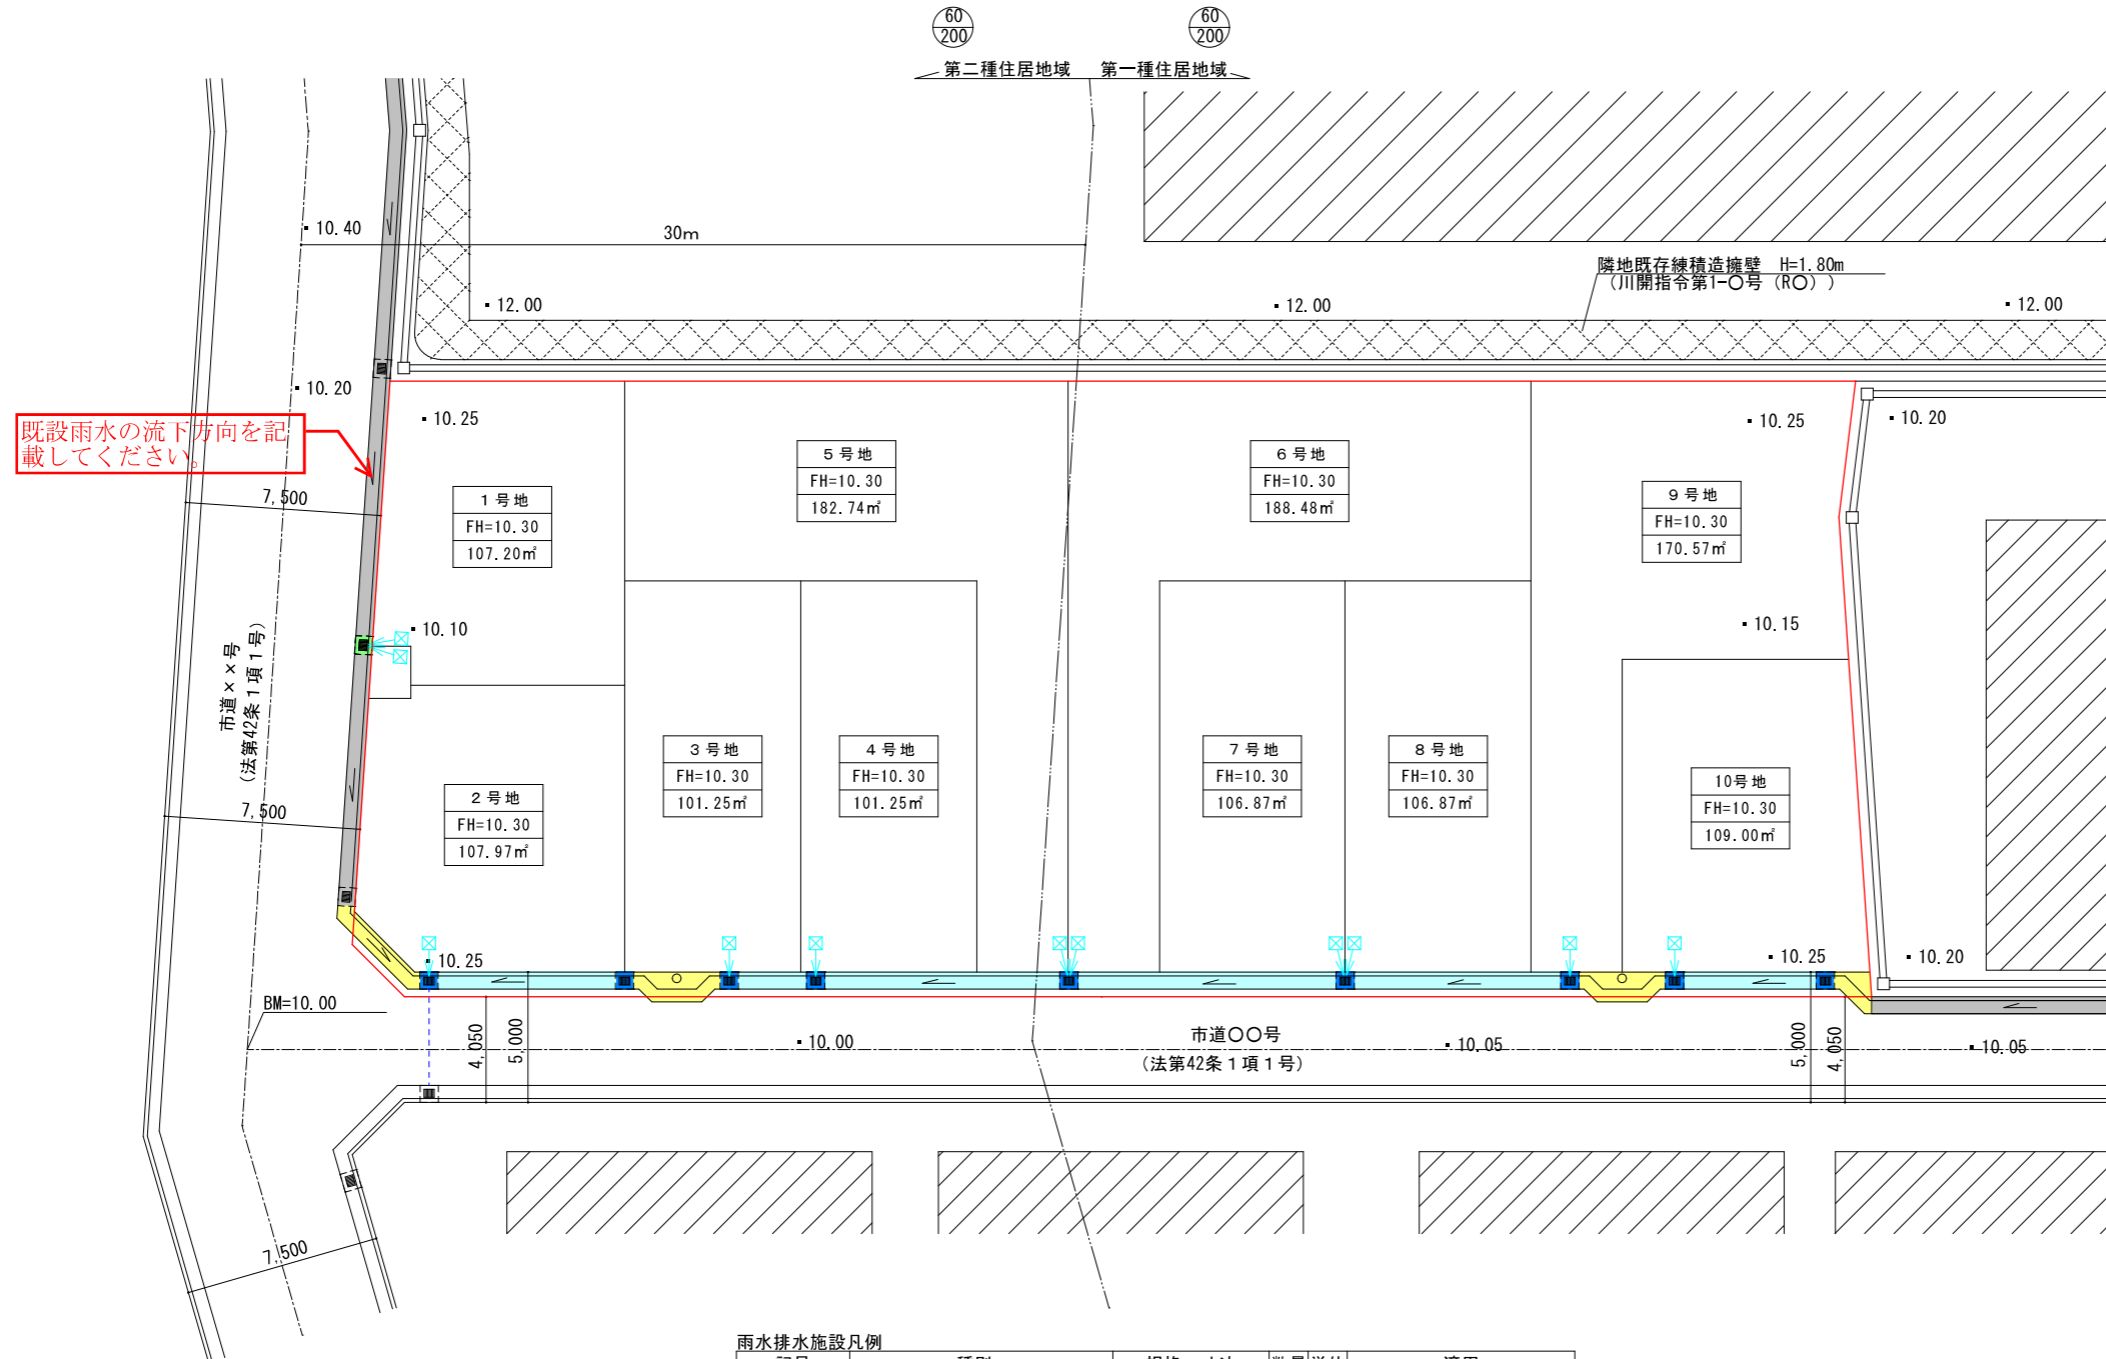 60
200
60
200
第二種住居地域
第一種住居地域
10.40
30m
隣地既存練積造擁壁 H=1.80m
（川開指令第1-〇号（R〇））
12.00
12.00
12.00
10.20
10.25
10.25
10.20
既設雨水の流下方向を記
載してください。
7,500
1号地
FH=10.30
107.20㎡
5号地
FH=10.30
182.74㎡
6号地
FH=10.30
188.48㎡
9号地
FH=10.30
170.57㎡
10.10
10.15
市道××号
（法第42条1項1号）
7,500
2号地
FH=10.30
107.97㎡
3号地
FH=10.30
101.25㎡
4号地
FH=10.30
101.25㎡
7号地
FH=10.30
106.87㎡
8号地
FH=10.30
106.87㎡
10号地
FH=10.30
109.00㎡
10.25
10.25
10.20
BM=10.00
4,050
5,000
10.00
市道〇〇号
（法第42条1項1号）
10.05
5,000
4,050
10.05
7,500
雨水排水施設凡例